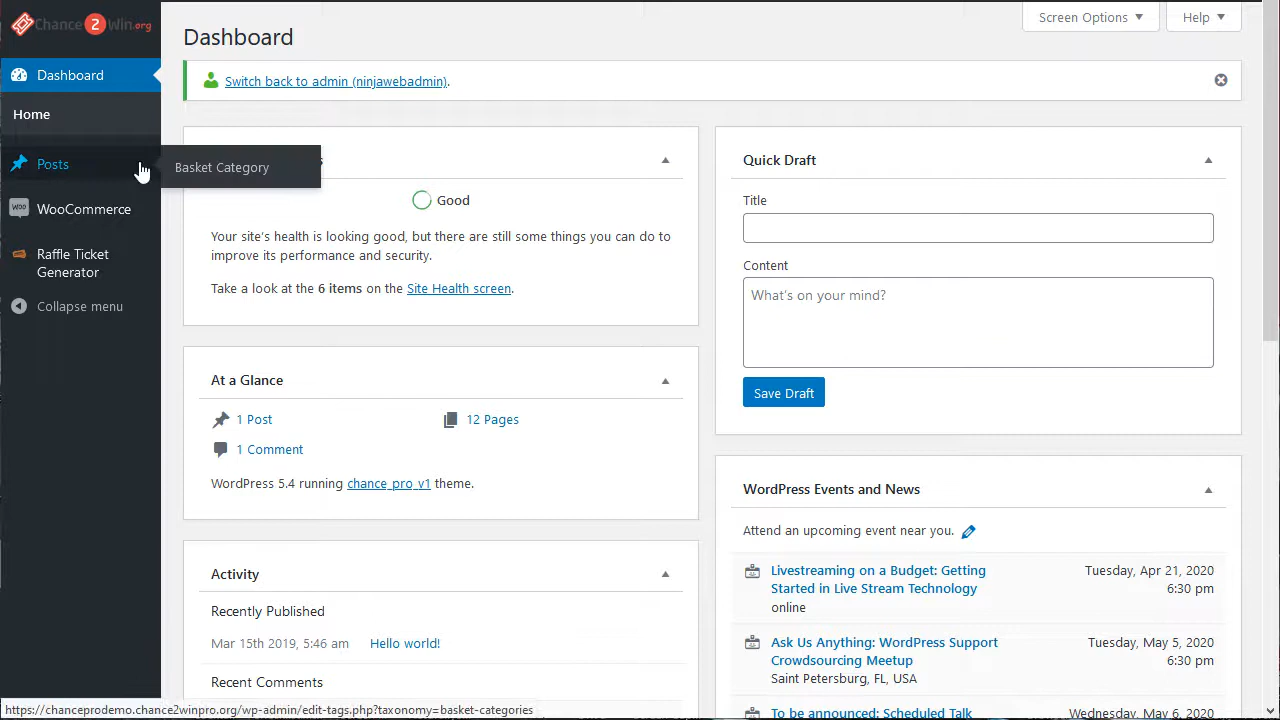 Chance2Win.org
Dashboard
Home
Posts
Basket Category
WooCommerce
Raffle Ticket
Generator
Collapse menu
Screen Options
Help
Dashboard
Switch back to admin (ninjawebadmin).
Good
Your site's health is looking good, but there are still some things you can do to
improve its performance and security.
Take a look at the 6 items on the Site Health screen.
At a Glance
1 Post
12 Pages
1 Comment
WordPress 5.4 running chance_pro_v1 theme.
Activity
Recently Published
Mar 15th 2019, 5:46 am Hello world!
Recent Comments
Quick Draft
Title
Content
What's on your mind?
Save Draft
WordPress Events and News
Attend an upcoming event near you.
Livestreaming on a Budget: Getting
Started in Live Stream Technology
online
Tuesday, Apr 21, 2020
6:30 pm
Ask Us Anything: WordPress Support
Crowdsourcing Meetup
Saint Petersburg, FL, USA
Tuesday, May 5, 2020
6:30 pm
To be announced: Scheduled Talk
Wednesday, May 6, 2020
https://chanceprodemo.chance2winpro.org/wp-admin/edit-tags.php?taxonomy=basket-categories